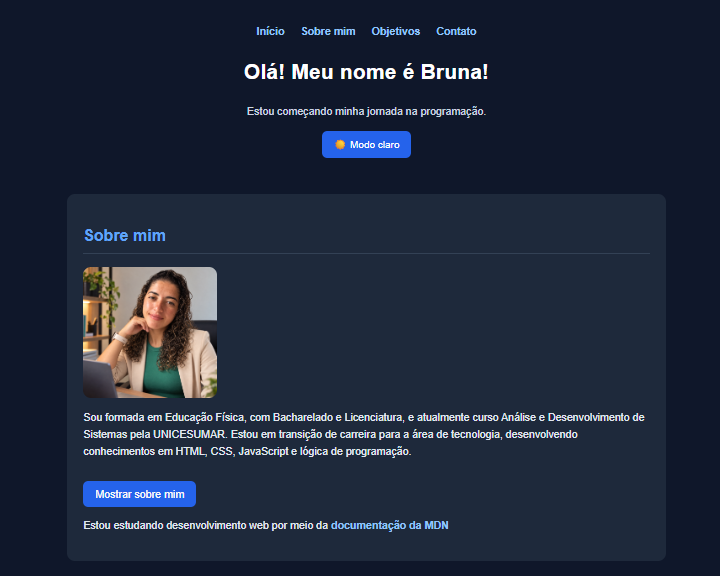 Início Sobre mim Objetivos Contato
Olá! Meu nome é Bruna!
Estou começando minha jornada na programação.
Modo claro
Sobre mim
Sou formada em Educação Física, com Bacharelado e Licenciatura, e atualmente curso Análise e Desenvolvimento de
Sistemas pela UNICESUMAR. Estou em transição de carreira para a área de tecnologia, desenvolvendo
conhecimentos em HTML, CSS, JavaScript e lógica de programação.
Mostrar sobre mim
Estou estudando desenvolvimento web por meio da documentação da MDN